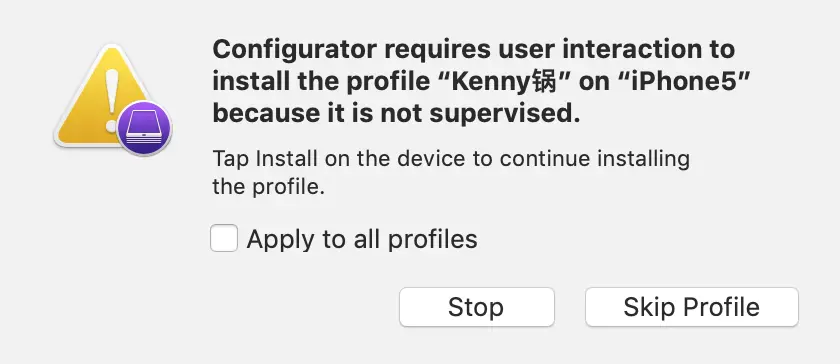 Configurator requires user interaction to
install the profile “Kenny锅” on “iPhone5”
because it is not supervised.
Tap Install on the device to continue installing
the profile.
Apply to all profiles
Stop Skip Profile